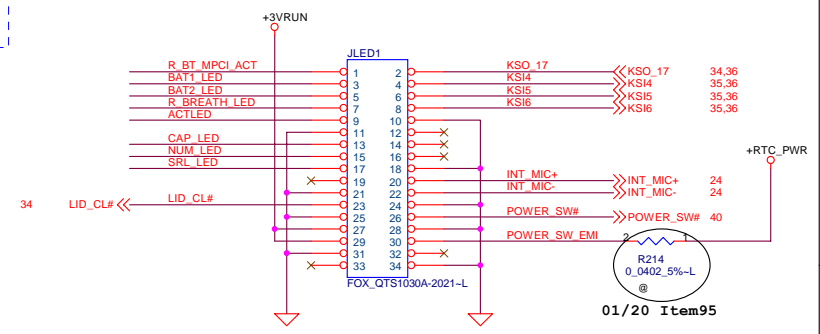 +3VRUN
JLED1
R_BT_MPCI_ACT 1 2 KSO_17 KSO_17 34,36
BAT1_LED 3 4 KSI4 KSI4 35,36
BAT2_LED 5 6 KSI5 KSI5 35,36
R_BREATH_LED 7 8 KSI6 KSI6 35,36
ACTLED 9 10
11 12
CAP_LED 13 14
NUM_LED 15 16
SRL_LED 17 18
+RTC_PWR
19 20 INT_MIC+ INT_MIC+ 24
21 22 INT_MIC- INT_MIC- 24
34 LID_CL# LID_CL# 23 24
25 26 POWER_SW# POWER_SW# 40
27 28
29 30 POWER_SW_EMI 2 1
31 32
33 34
R214
0_0402_5%~L
@
FOX_QTS1030A-2021~L
01/20 Item95